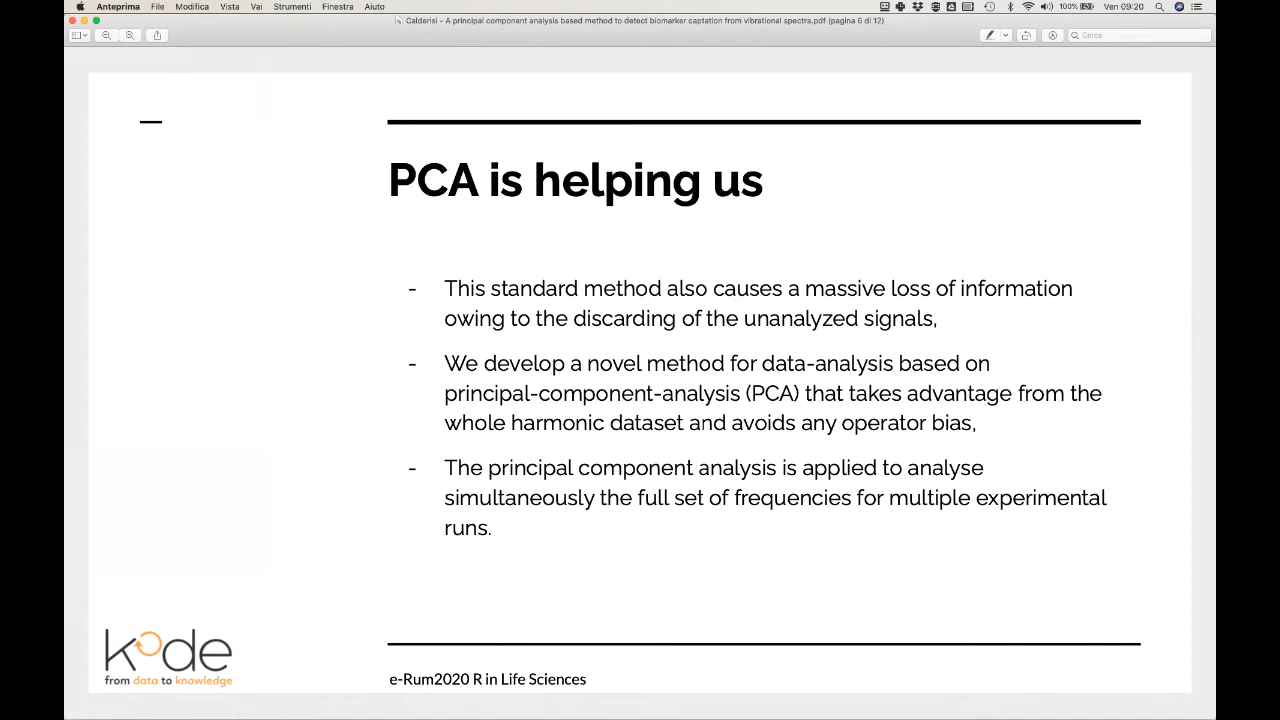 Anteprima File Modifica Vista Vai Strumenti Finestra Aiuto 100% Ven 09:20
Calderisi - A principal component analysis based method to detect biomarker captation from vibrational spectra.pdf (pagina 6 di 12)
Cerca
PCA is helping us
- This standard method also causes a massive loss of information
owing to the discarding of the unanalyzed signals,
- We develop a novel method for data-analysis based on
principal-component-analysis (PCA) that takes advantage from the
whole harmonic dataset and avoids any operator bias,
- The principal component analysis is applied to analyse
simultaneously the full set of frequencies for multiple experimental
runs.
kode
from data to knowledge
e-Rum2020 R in Life Sciences